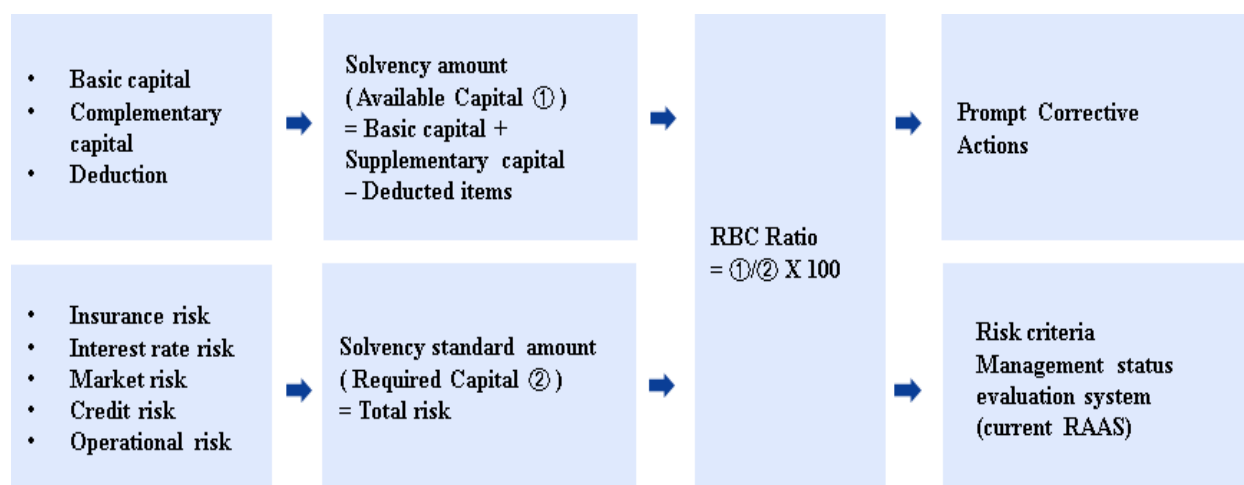 • Basic capital
• Complementary
capital
• Deduction
Solvency amount
( Available Capital ① )
= Basic capital +
Supplementary capital
– Deducted items
RBC Ratio
= ①/② X 100
Prompt Corrective
Actions
• Insurance risk
• Interest rate risk
• Market risk
• Credit risk
• Operational risk
Solvency standard amount
( Required Capital ② )
= Total risk
Risk criteria
Management status
evaluation system
(current RAAS)